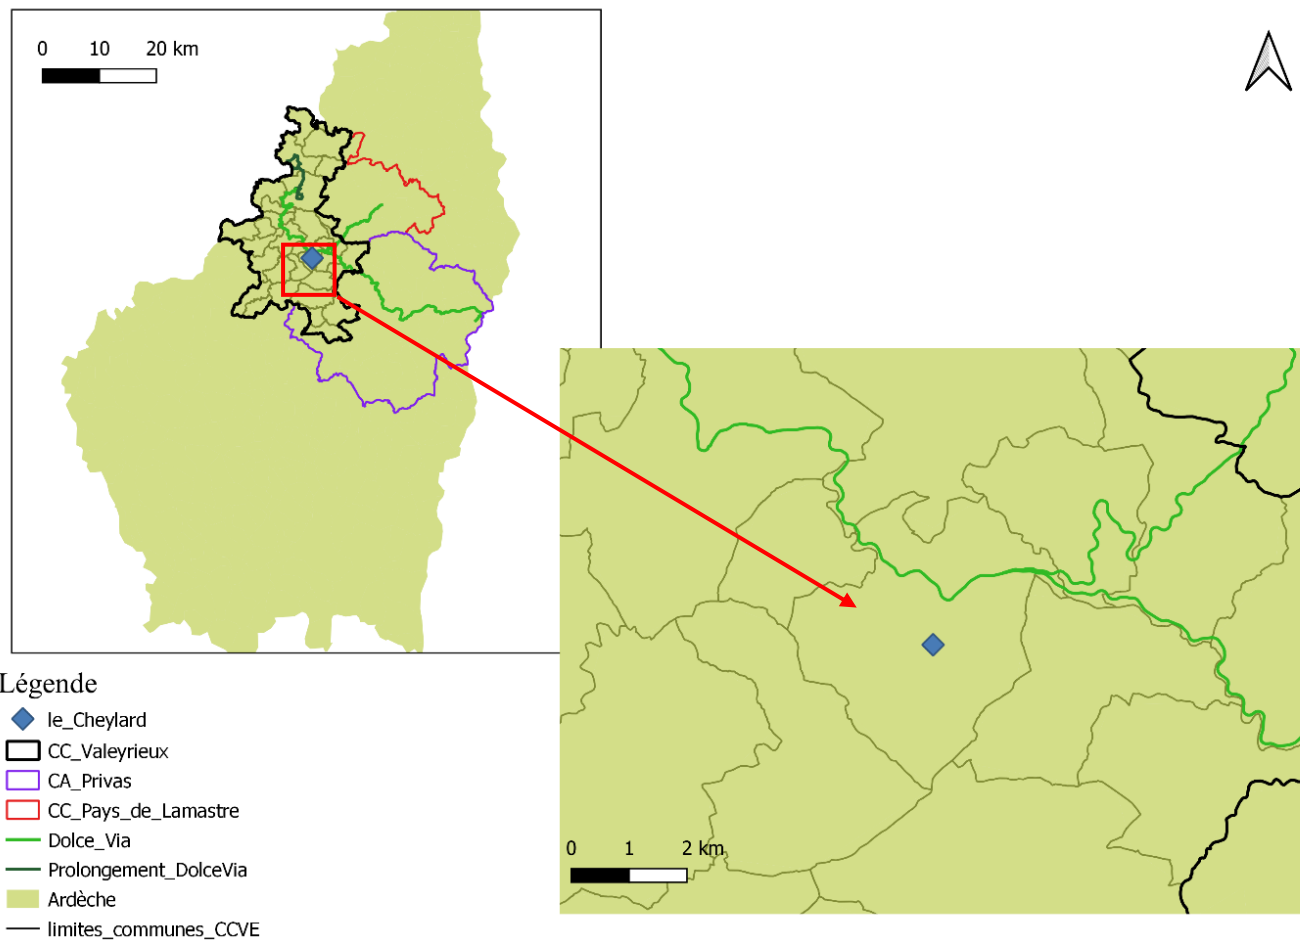 0 10 20 km
0 1 2 km
Légende
le_Cheylard
CC_Valeyrieux
CA_Privas
CC_Pays_de_Lamastre
Dolce_Via
Prolongement_DolceVia
Ardèche
limites_communes_CCVE